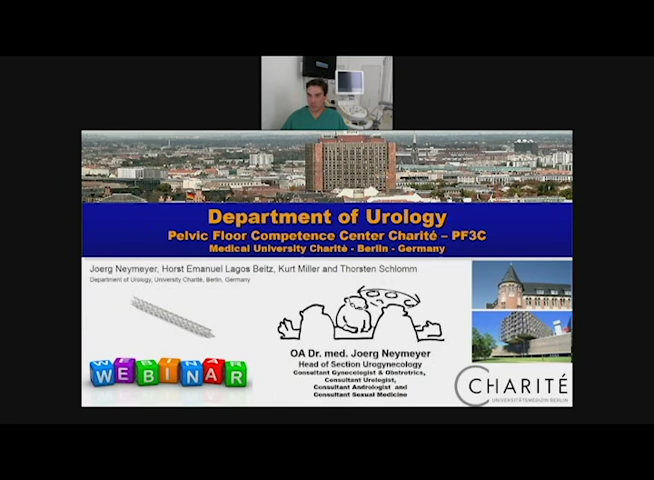 Department of Urology
Pelvic Floor Competence Center Charité – PF3C
Medical University Charité - Berlin - Germany
Joerg Neymeyer, Horst Emanuel Lagos Beitz, Kurt Miller and Thorsten Schlomm
Department of Urology, University Charité, Berlin, Germany
WEBINAR
OA Dr. med. Joerg Neymeyer
Head of Section Urogynecology
Consultant Gynecologist & Obstetrics,
Consultant Urologist,
Consultant Andrologist and
Consultant Sexual Medicine
CHARITÉ
UNIVERSITÄTSMEDIZIN BERLIN